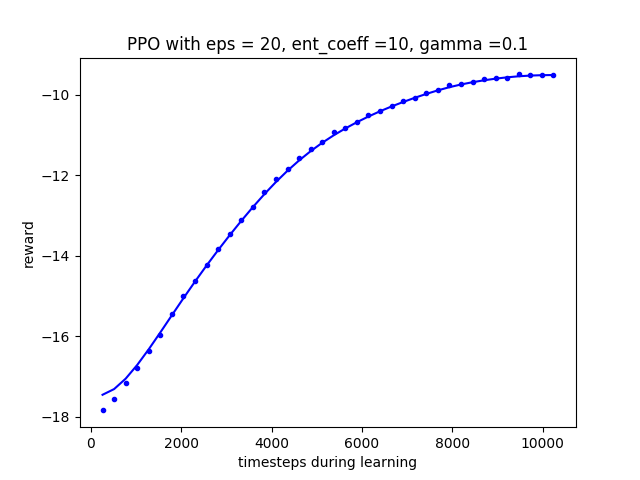 PPO with eps = 20, ent_coeff =10, gamma =0.1
−10
−12
−14
−16
−18
reward
0 2000 4000 6000 8000 10000
timesteps during learning